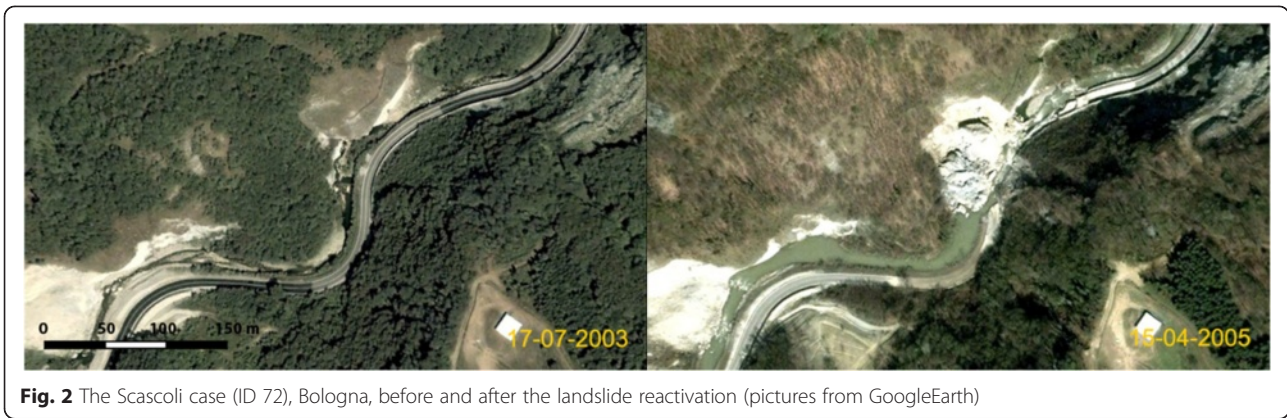 0 50 100 150 m
17-07-2003
15-04-2005
Fig. 2 The Scascoli case (ID 72), Bologna, before and after the landslide reactivation (pictures from GoogleEarth)